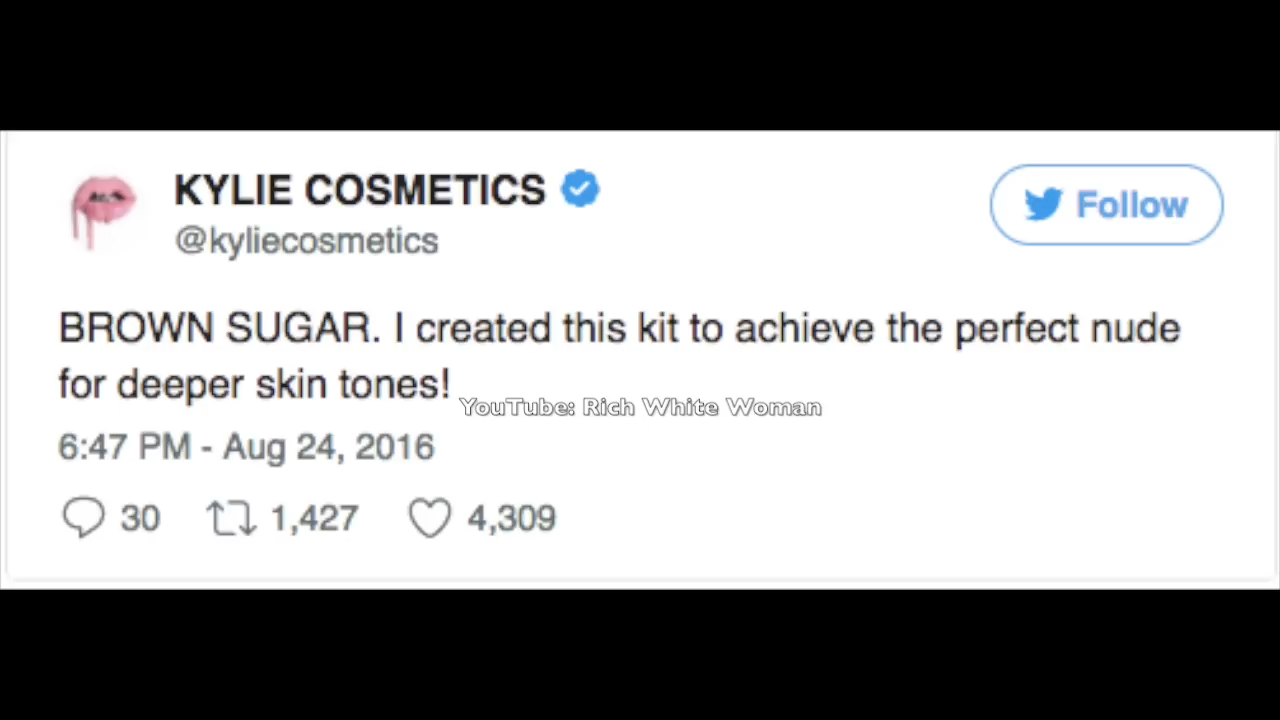 KYLIE COSMETICS
@kyliecosmetics
Follow
BROWN SUGAR. I created this kit to achieve the perfect nude
for deeper skin tones!
YouTube: Rich White Woman
6:47 PM - Aug 24, 2016
30 1,427 4,309